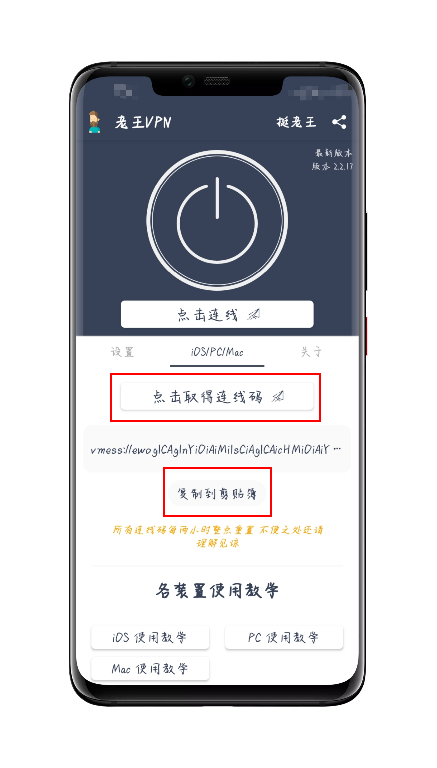 老王VPN
挺老王
最新版本
版本 2.2.17
点击连线
设置
iOS/PC/Mac
关于
点击取得连线码
vmess://ewoglCAgInYiOiAiMiIsCiAgICAicHMiOiAiY ...
复制到剪贴簿
所有连线码每两小时整点重置 不便之处还请
理解见谅
各装置使用教学
iOS 使用教学
PC 使用教学
Mac 使用教学